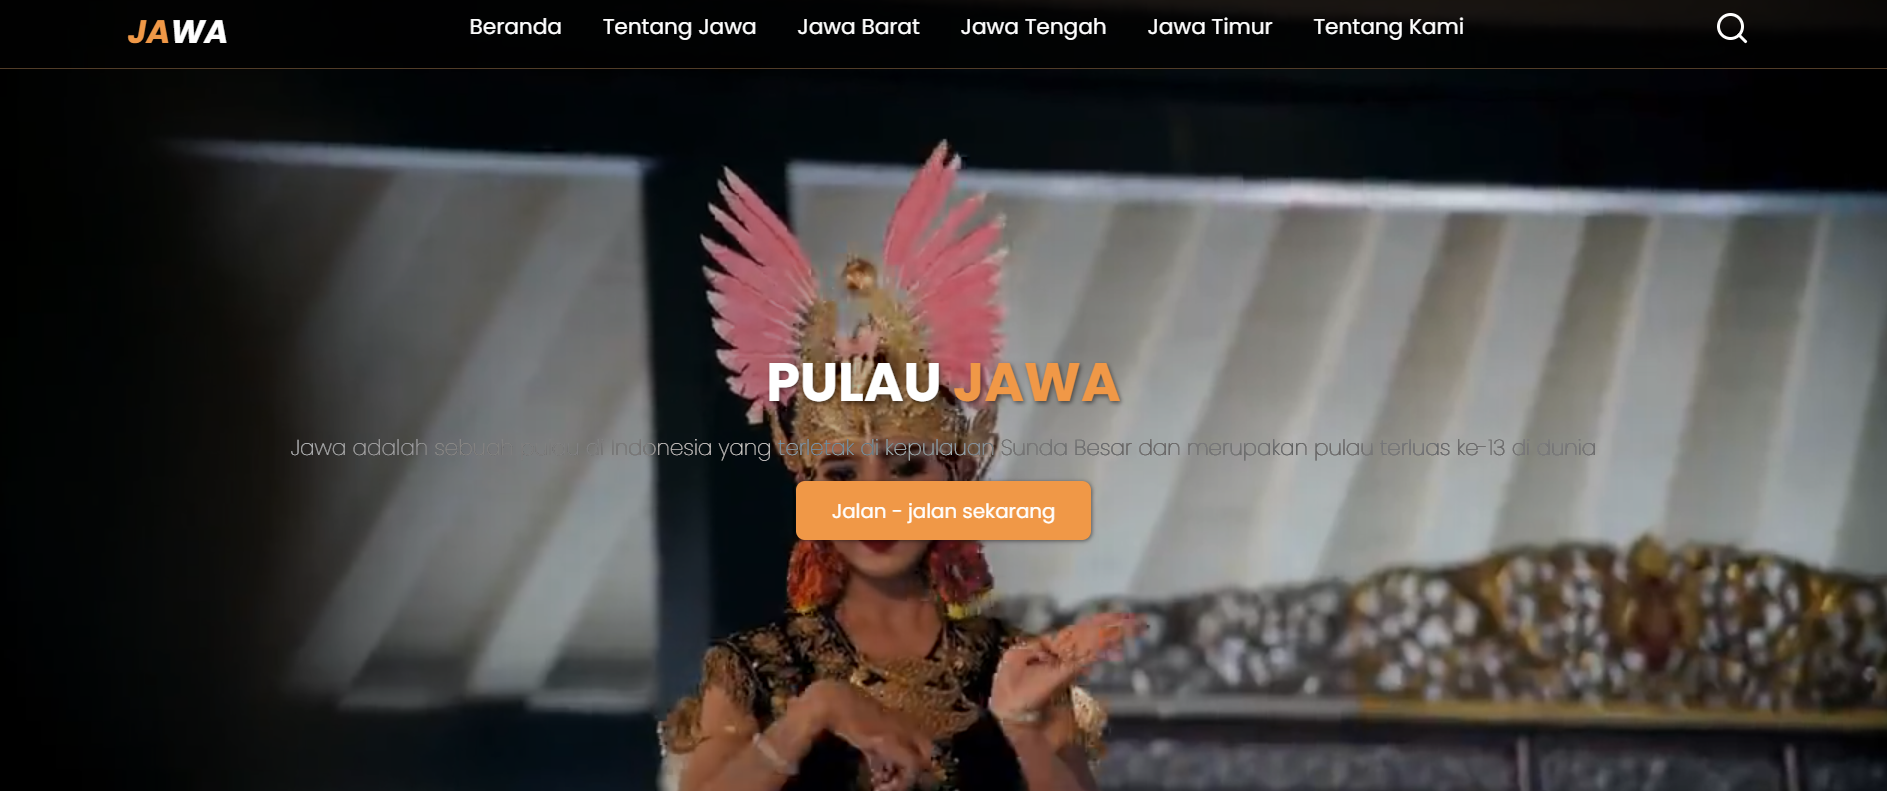 JAWA
Beranda Tentang Jawa Jawa Barat Jawa Tengah Jawa Timur Tentang Kami
PULAU JAWA
Jawa adalah sebuah pulau di Indonesia yang terletak di kepulauan Sunda Besar dan merupakan pulau terluas ke-13 di dunia
Jalan - jalan sekarang